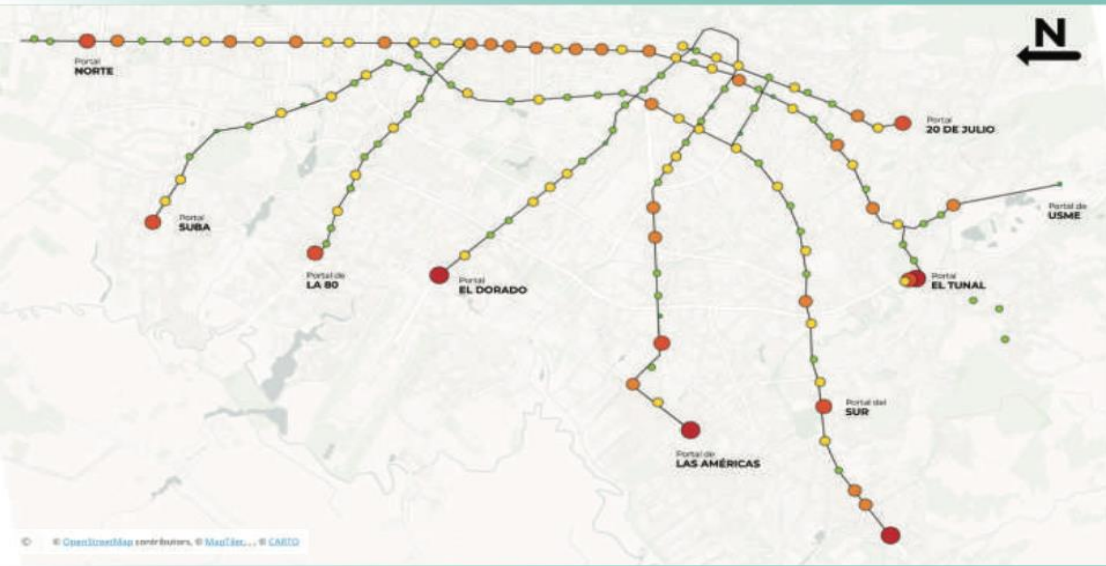 N
Portal
NORTE
Portal
20 DE JULIO
Portal
SUBA
Portal de
USME
Portal de
LA 80
Portal
EL DORADO
Portal
EL TUNAL
Portal del
SUR
Portal de
LAS AMÉRICAS
© © OpenStreetMap contributors, © MapTiler, , , © CARTO